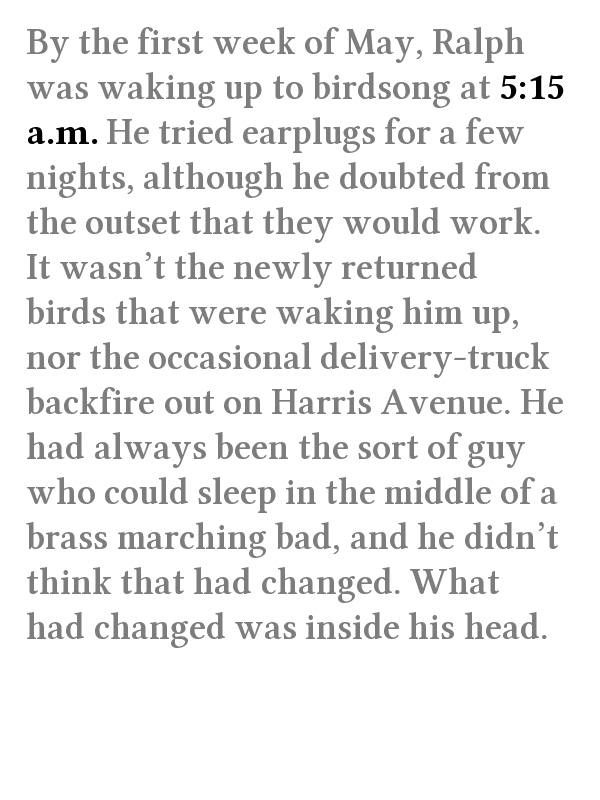 By the first week of May, Ralph
was waking up to birdsong at 5:15
a.m. He tried earplugs for a few
nights, although he doubted from
the outset that they would work.
It wasn’t the newly returned
birds that were waking him up,
nor the occasional delivery-truck
backfire out on Harris Avenue. He
had always been the sort of guy
who could sleep in the middle of a
brass marching bad, and he didn’t
think that had changed. What
had changed was inside his head.